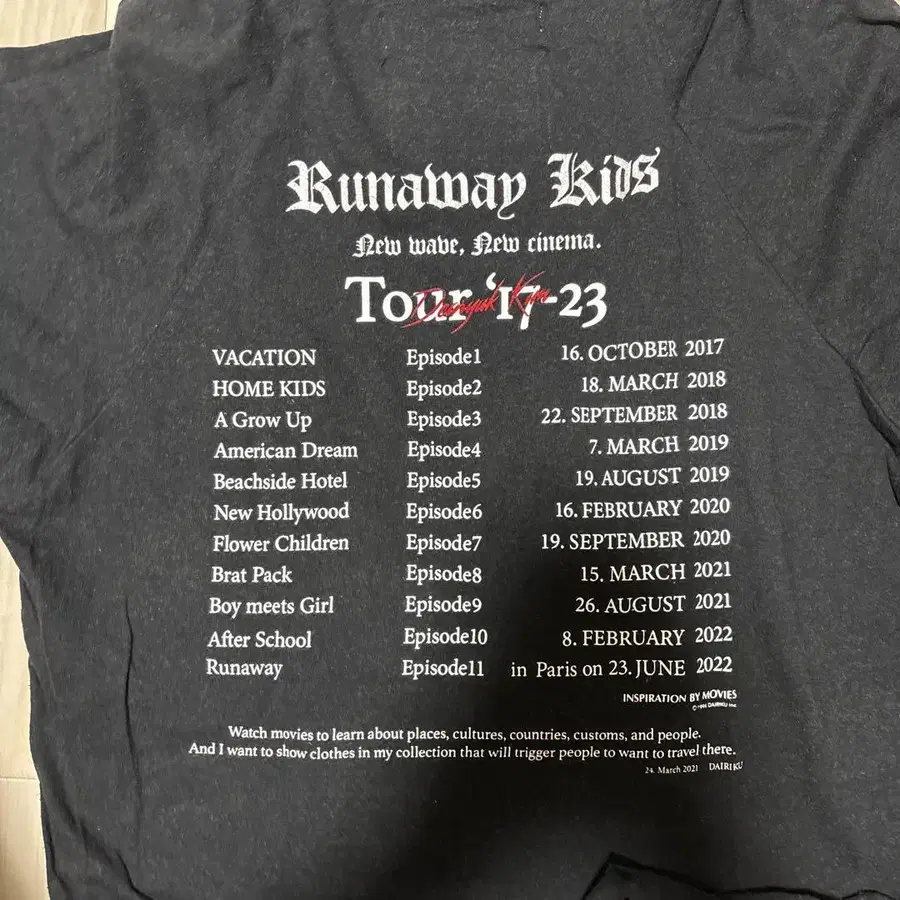 Runaway Kids
New wave, New cinema.
Tour '17-23
VACATION Episode1 16. OCTOBER 2017
HOME KIDS Episode2 18. MARCH 2018
A Grow Up Episode3 22. SEPTEMBER 2018
American Dream Episode4 7. MARCH 2019
Beachside Hotel Episode5 19. AUGUST 2019
New Hollywood Episode6 16. FEBRUARY 2020
Flower Children Episode7 19. SEPTEMBER 2020
Brat Pack Episode8 15. MARCH 2021
Boy meets Girl Episode9 26. AUGUST 2021
After School Episode10 8. FEBRUARY 2022
Runaway Episode11 in Paris on 23. JUNE 2022
INSPIRATION BY MOVIES
DAIRIKU Inc
Watch movies to learn about places, cultures, countries, customs, and people.
And I want to show clothes in my collection that will trigger people to want to travel there.
24. March 2021 DAIRIKU